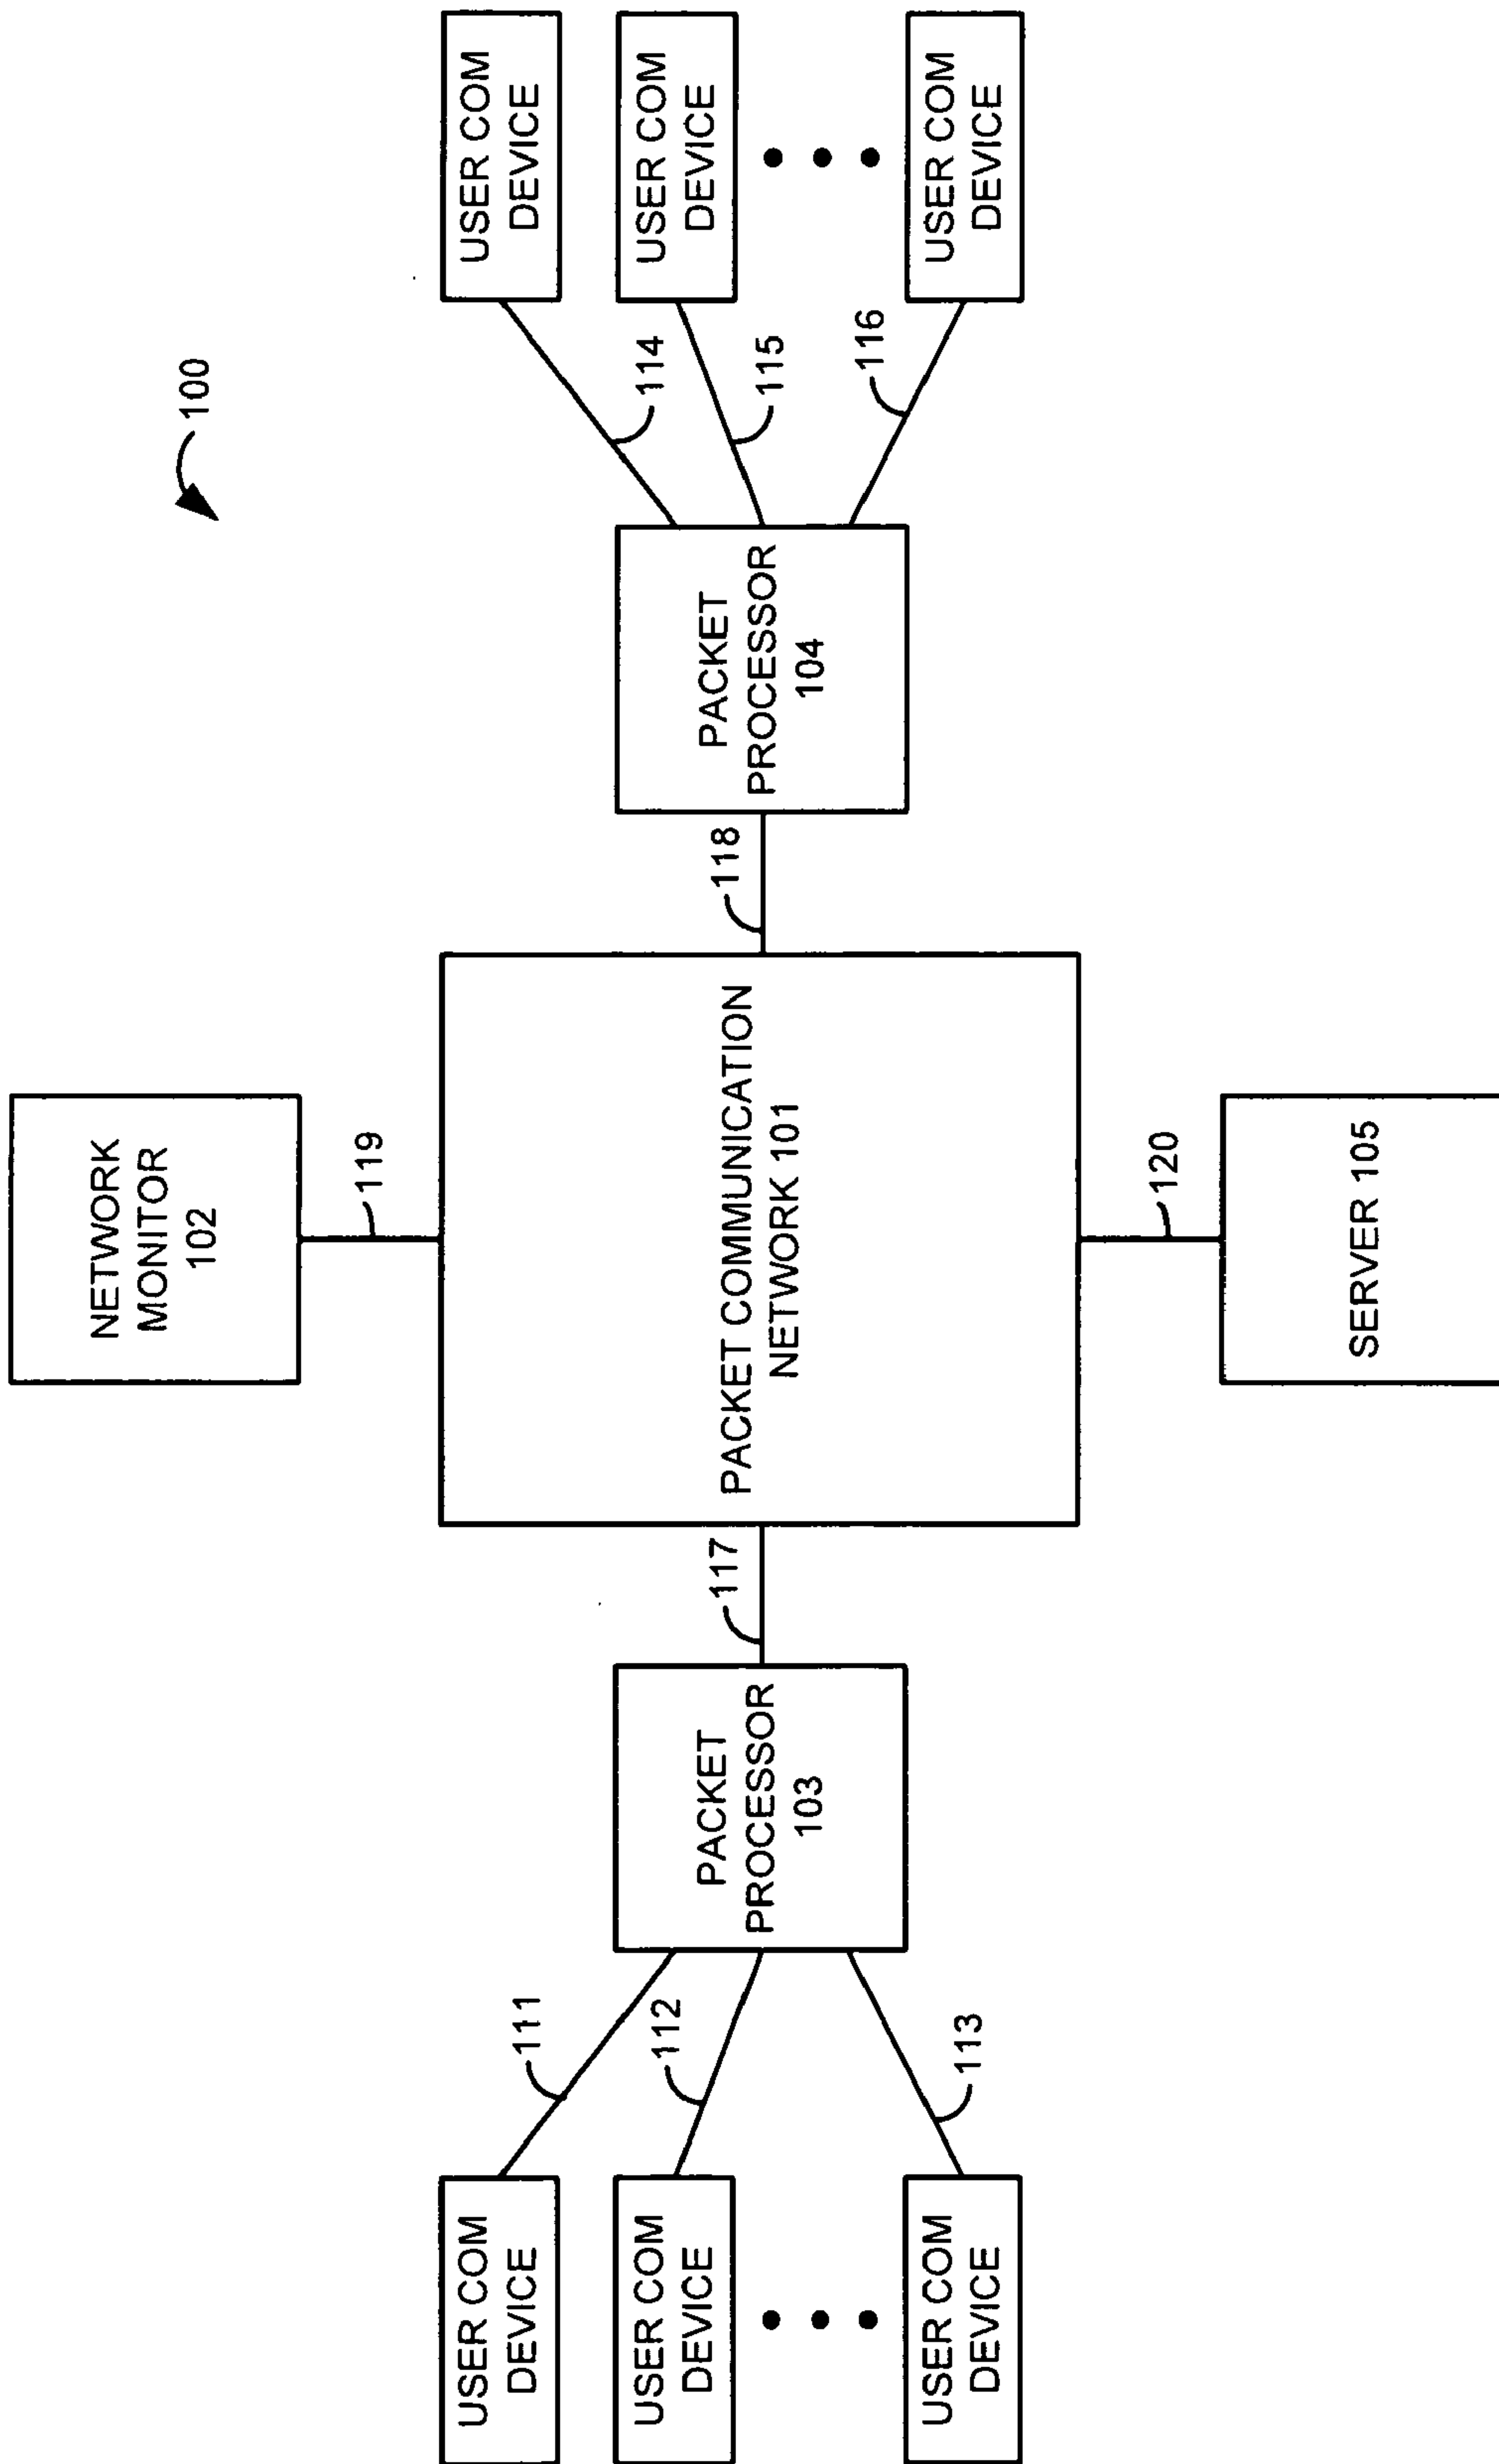 100
NETWORK
MONITOR
102
119
USER COM
DEVICE
111
USER COM
DEVICE
112
USER COM
DEVICE
113
PACKET
PROCESSOR
103
117
PACKET COMMUNICATION
NETWORK 101
118
PACKET
PROCESSOR
104
114
USER COM
DEVICE
115
USER COM
DEVICE
116
USER COM
DEVICE
120
SERVER 105